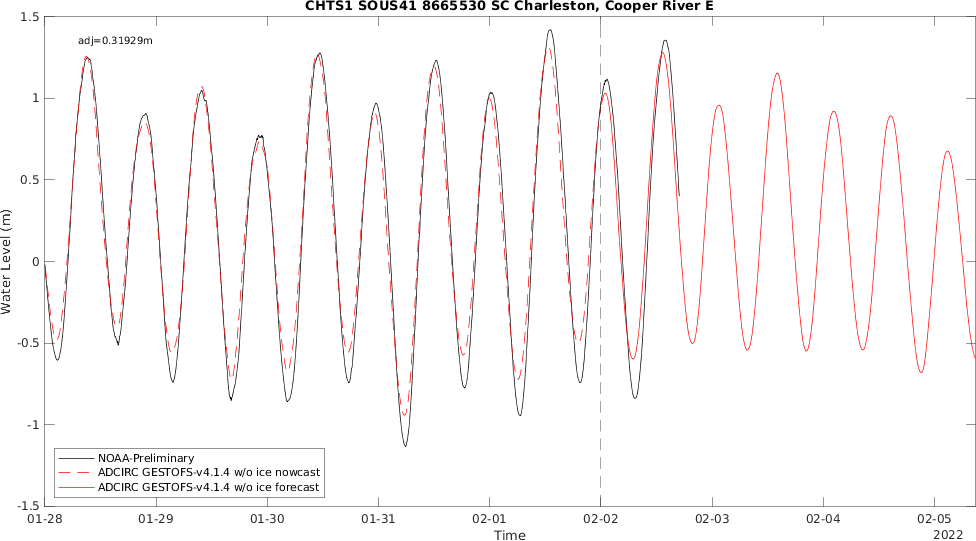 CHTS1 SOUS41 8665530 SC Charleston, Cooper River E
adj=0.31929m
1.5
1
0.5
0
-0.5
-1
-1.5
Water Level (m)
NOAA-Preliminary
ADCIRC GESTOFS-v4.1.4 w/o ice nowcast
ADCIRC GESTOFS-v4.1.4 w/o ice forecast
01-28 01-29 01-30 01-31 02-01 02-02 02-03 02-04 02-05
Time
2022